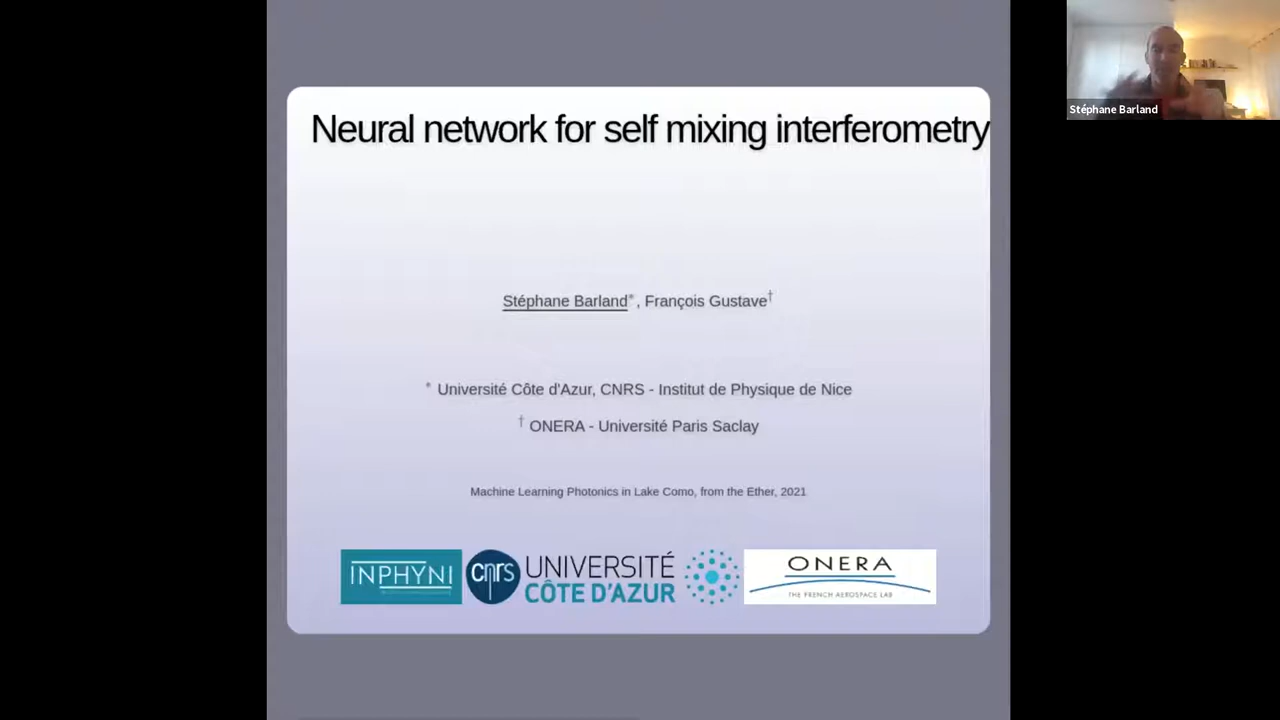 Neural network for self mixing interferometry
Stéphane Barland
Stéphane Barland*, François Gustave†
* Université Côte d'Azur, CNRS - Institut de Physique de Nice
† ONERA - Université Paris Saclay
Machine Learning Photonics in Lake Como, from the Ether, 2021
INPHYNI
cnrs
UNIVERSITÉ
CÔTE D'AZUR
ONERA
THE FRENCH AEROSPACE LAB